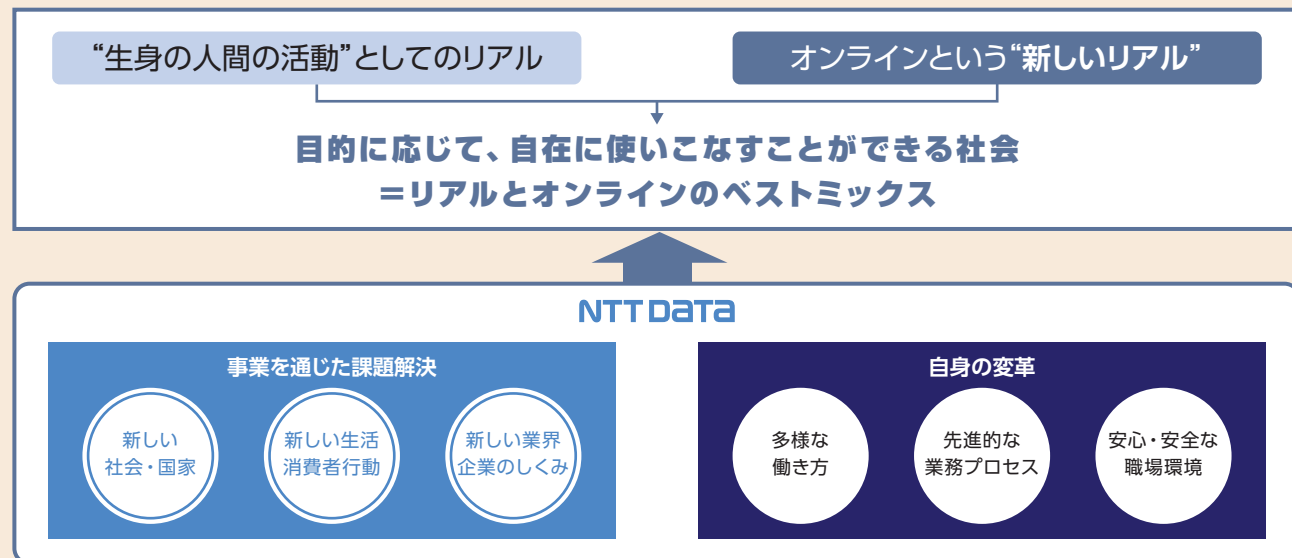 “生身の人間の活動”としてのリアル
オンラインという“新しいリアル”
目的に応じて、自在に使いこなすことができる社会
＝リアルとオンラインのベストミックス
NTT DATA
事業を通じた課題解決
新しい
社会・国家
新しい生活
消費者行動
新しい業界
企業のしくみ
自身の変革
多様な
働き方
先進的な
業務プロセス
安心・安全な
職場環境